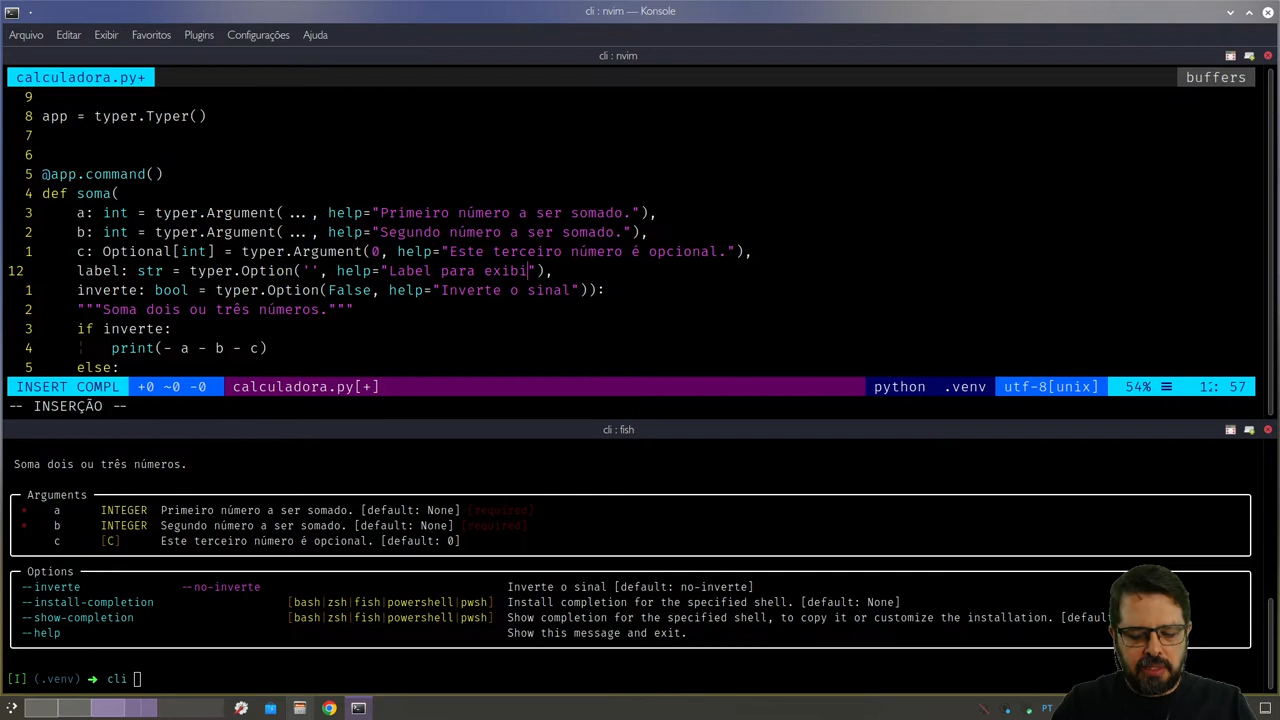 cli : nvim — Konsole
Arquivo Editar Exibir Favoritos Plugins Configurações Ajuda
cli : nvim
calculadora.py+ buffers
9
8 app = typer.Typer()
7
6
5 @app.command()
4 def soma(
3 a: int = typer.Argument(..., help="Primeiro número a ser somado."),
2 b: int = typer.Argument(..., help="Segundo número a ser somado."),
1 c: Optional[int] = typer.Argument(0, help="Este terceiro número é opcional."),
12 label: str = typer.Option('', help="Label para exibi"),
1 inverte: bool = typer.Option(False, help="Inverte o sinal")):
2 """Soma dois ou três números."""
3 if inverte:
4 ¦ print(- a - b - c)
5 else:
INSERT COMPL +0 ~0 -0 calculadora.py[+] python .venv utf-8[unix] 54% ☰ 12: 57
-- INSERÇÃO --
cli : fish
Soma dois ou três números.
Arguments
* a INTEGER Primeiro número a ser somado. [default: None] [required]
* b INTEGER Segundo número a ser somado. [default: None] [required]
c [C] Este terceiro número é opcional. [default: 0]
Options
--inverte --no-inverte Inverte o sinal [default: no-inverte]
--install-completion [bash|zsh|fish|powershell|pwsh] Install completion for the specified shell. [default: None]
--show-completion [bash|zsh|fish|powershell|pwsh] Show completion for the specified shell, to copy it or customize the installation. [defau
--help Show this message and exit.
[I] (.venv) ➜ cli
PT